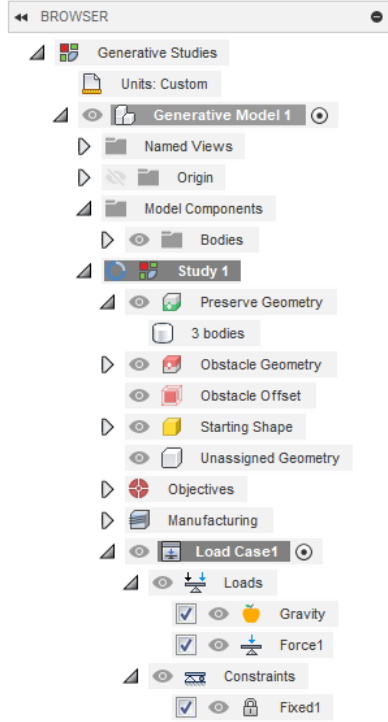 BROWSER
Generative Studies
Units: Custom
Generative Model 1
Named Views
Origin
Model Components
Bodies
Study 1
Preserve Geometry
3 bodies
Obstacle Geometry
Obstacle Offset
Starting Shape
Unassigned Geometry
Objectives
Manufacturing
Load Case1
Loads
Gravity
Force1
Constraints
Fixed1